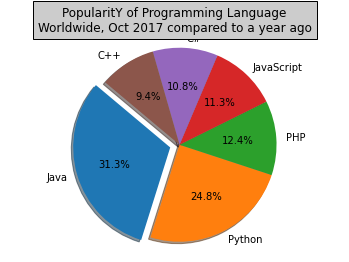 PopularitY of Programming Language
Worldwide, Oct 2017 compared to a year ago
C++
JavaScript
10.8%
9.4%
11.3%
PHP
12.4%
31.3%
Java
24.8%
Python